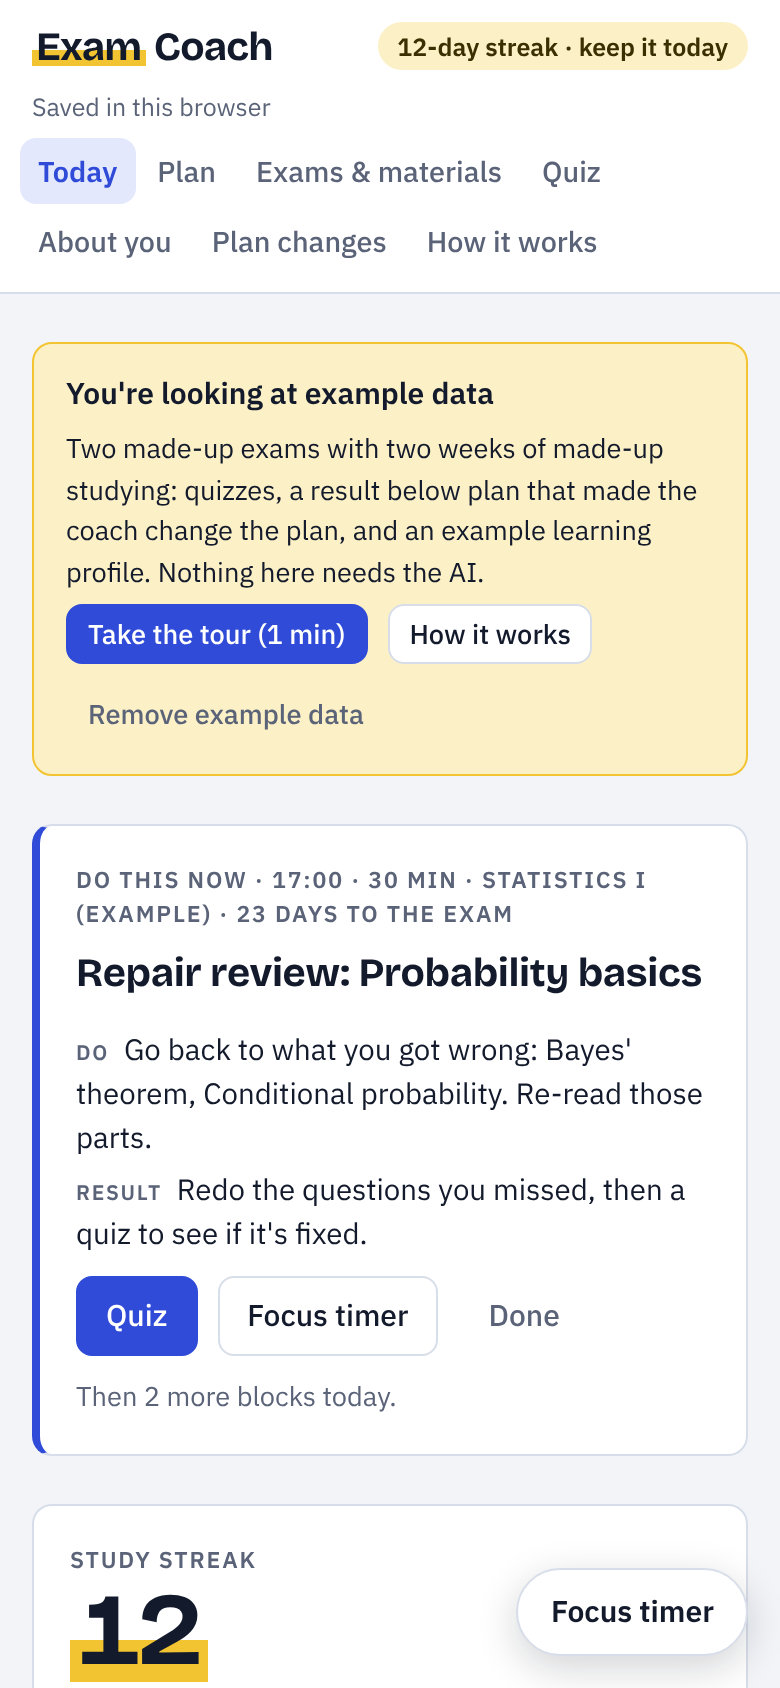 Exam Coach
12-day streak · keep it today
Saved in this browser
Today Plan Exams & materials Quiz
About you Plan changes How it works
You're looking at example data
Two made-up exams with two weeks of made-up
studying: quizzes, a result below plan that made the
coach change the plan, and an example learning
profile. Nothing here needs the AI.
Take the tour (1 min) How it works
Remove example data
DO THIS NOW · 17:00 · 30 MIN · STATISTICS I
(EXAMPLE) · 23 DAYS TO THE EXAM
Repair review: Probability basics
DO Go back to what you got wrong: Bayes'
theorem, Conditional probability. Re-read those
parts.
RESULT Redo the questions you missed, then a
quiz to see if it's fixed.
Quiz Focus timer Done
Then 2 more blocks today.
STUDY STREAK
12
Focus timer